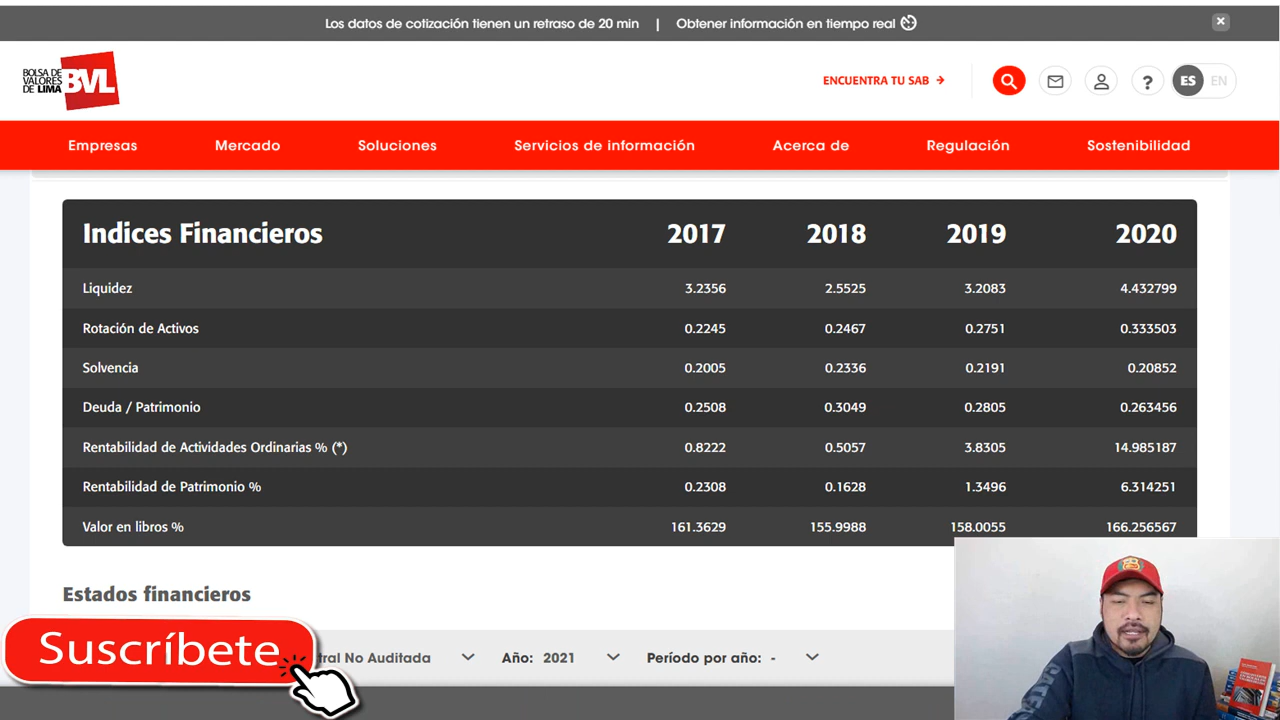 Los datos de cotización tienen un retraso de 20 min | Obtener información en tiempo real
BOLSA DE
VALORES
DE LIMA
BVL
ENCUENTRA TU SAB
?
ES EN
Empresas Mercado Soluciones Servicios de información Acerca de Regulación Sostenibilidad
Indices Financieros 2017 2018 2019 2020
Liquidez 3.2356 2.5525 3.2083 4.432799
Rotación de Activos 0.2245 0.2467 0.2751 0.333503
Solvencia 0.2005 0.2336 0.2191 0.20852
Deuda / Patrimonio 0.2508 0.3049 0.2805 0.263456
Rentabilidad de Actividades Ordinarias % (*) 0.8222 0.5057 3.8305 14.985187
Rentabilidad de Patrimonio % 0.2308 0.1628 1.3496 6.314251
Valor en libros % 161.3629 155.9988 158.0055 166.256567
Estados financieros
Suscríbete
tral No Auditada Año: 2021 Período por año: -